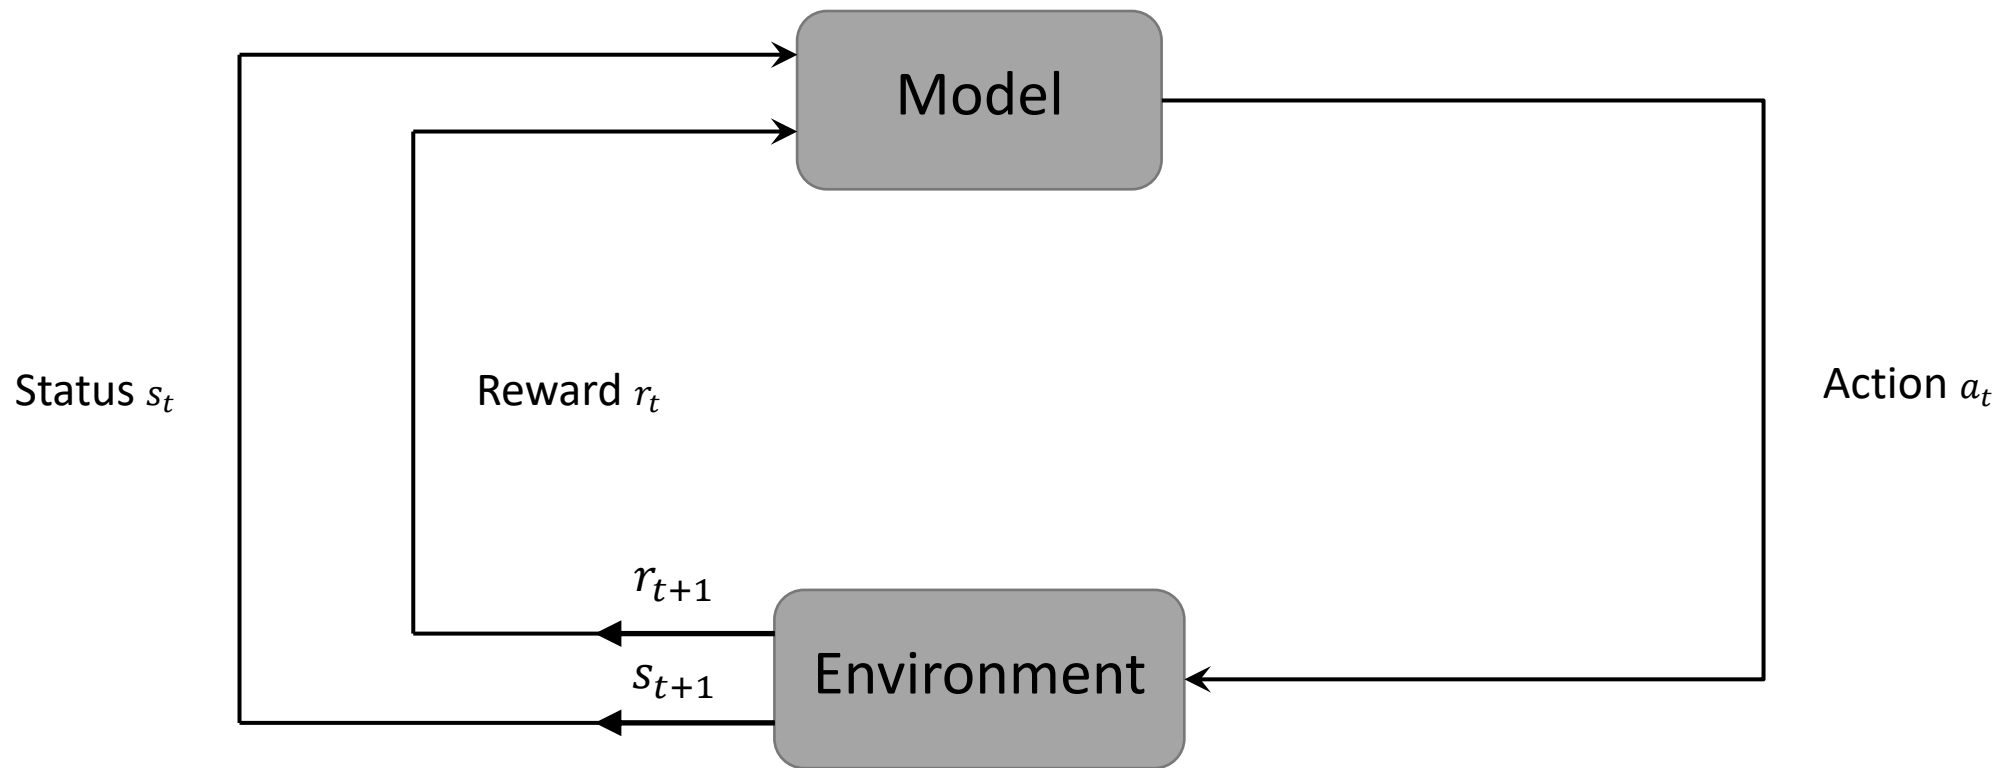 Model
Status s_t
Reward r_t
Action a_t
r_{t+1}
s_{t+1}
Environment